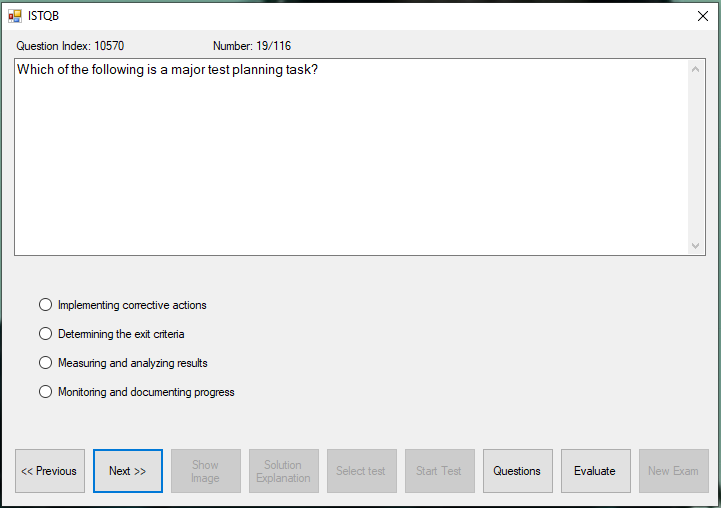 ISTQB
Question Index: 10570 Number: 19/116
Which of the following is a major test planning task?
Implementing corrective actions
Determining the exit criteria
Measuring and analyzing results
Monitoring and documenting progress
<< Previous
Next >>
Show
Image
Solution
Explanation
Select test
Start Test
Questions
Evaluate
New Exam